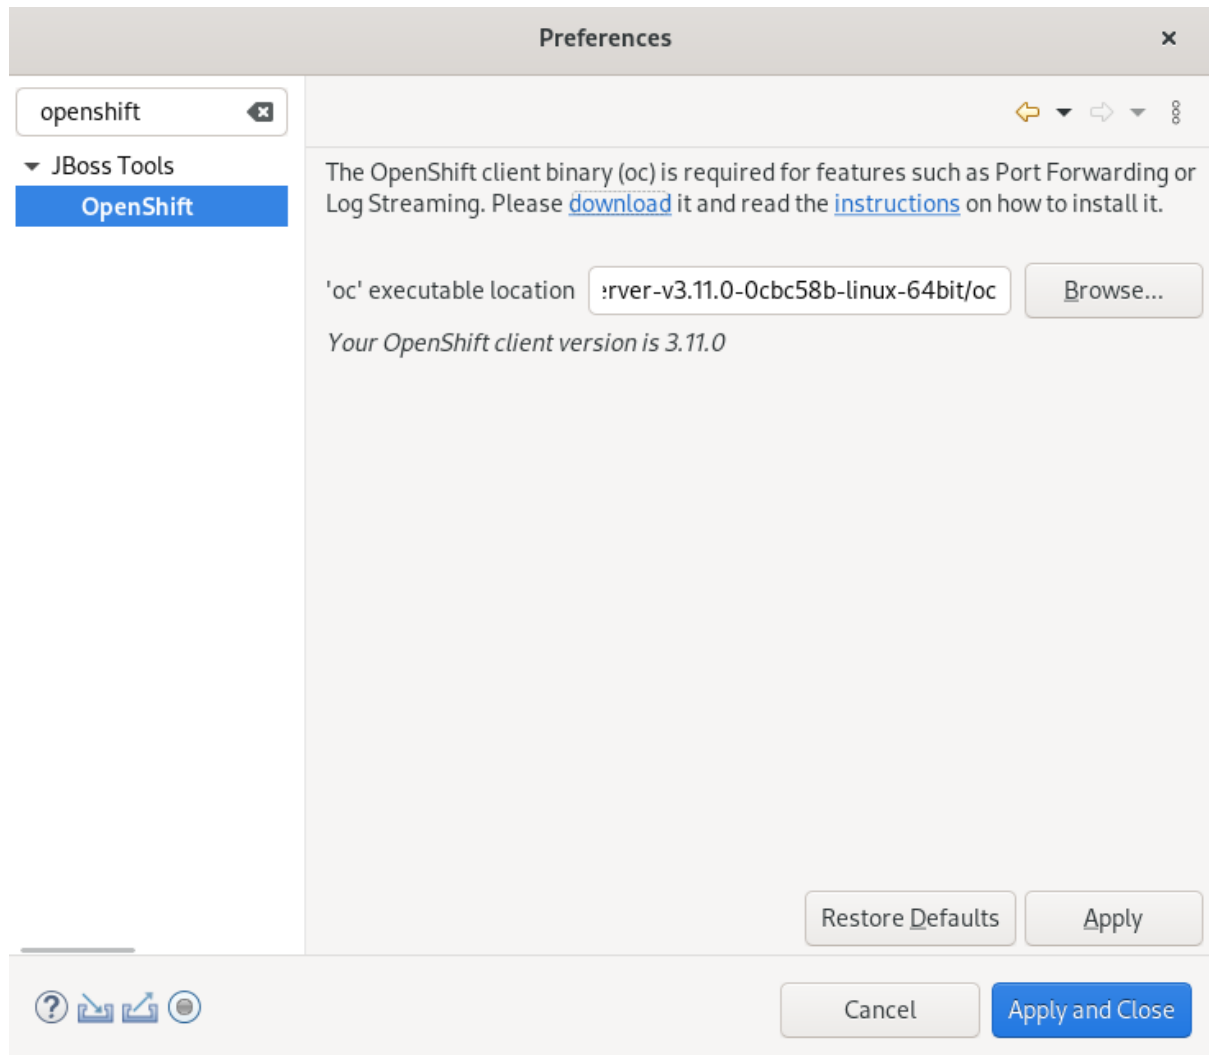 Preferences
openshift
JBoss Tools
OpenShift
The OpenShift client binary (oc) is required for features such as Port Forwarding or
Log Streaming. Please download it and read the instructions on how to install it.
'oc' executable location
erver-v3.11.0-0cbc58b-linux-64bit/oc
Browse...
Your OpenShift client version is 3.11.0
Restore Defaults
Apply
Cancel
Apply and Close